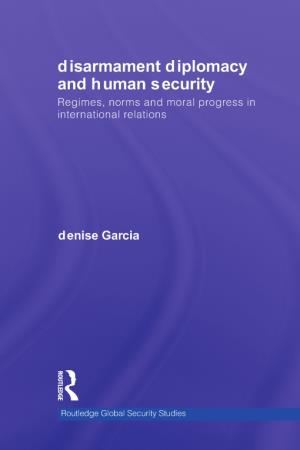 disarmament diplomacy
and human security
Regimes, norms and moral progress in
international relations
denise Garcia
ROUTLEDGE
Routledge Global Security Studies